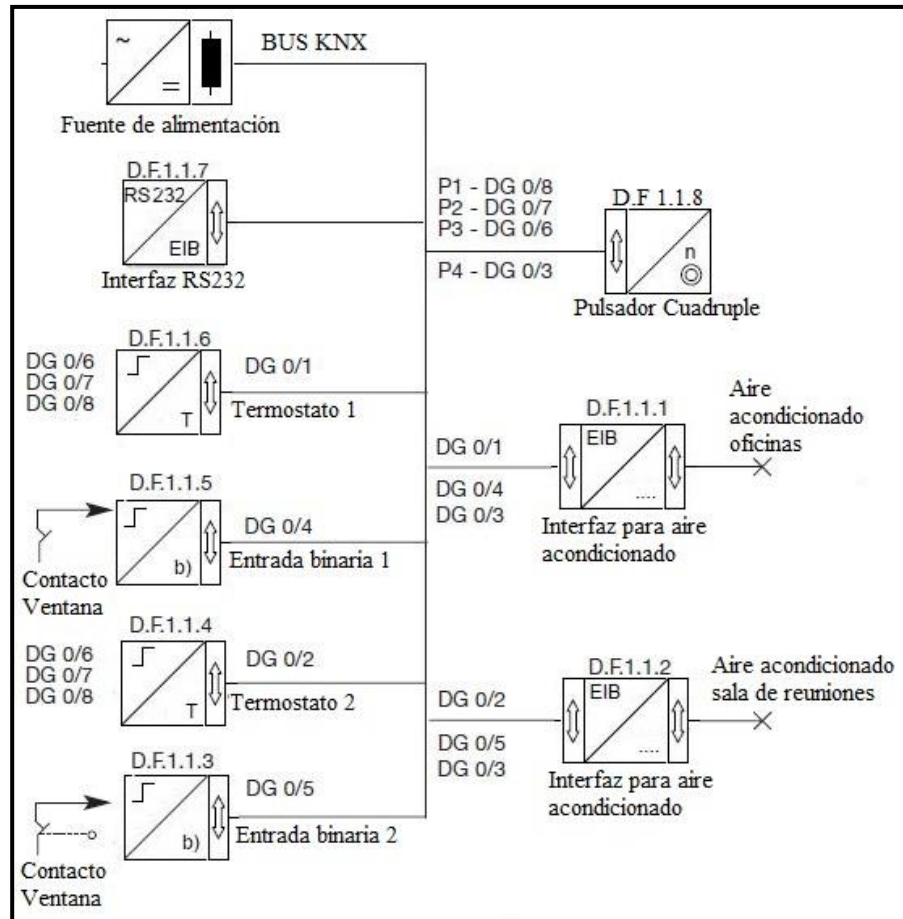 BUS KNX
~
=
Fuente de alimentación
D.F.1.1.7
RS232
EIB
Interfaz RS232
P1 - DG 0/8
P2 - DG 0/7
P3 - DG 0/6
P4 - DG 0/3
D.F 1.1.8
n
Pulsador Cuadruple
D.F.1.1.6
DG 0/6
DG 0/7
DG 0/8
T
DG 0/1
Termostato 1
D.F.1.1.1
EIB
....
DG 0/1
DG 0/4
DG 0/3
Interfaz para aire
acondicionado
Aire
acondicionado
oficinas
D.F.1.1.5
b)
DG 0/4
Entrada binaria 1
Contacto
Ventana
D.F.1.1.4
DG 0/6
DG 0/7
DG 0/8
T
DG 0/2
Termostato 2
D.F.1.1.2
EIB
....
DG 0/2
DG 0/5
DG 0/3
Interfaz para aire
acondicionado
Aire acondicionado
sala de reuniones
D.F.1.1.3
b)
DG 0/5
Entrada binaria 2
Contacto
Ventana